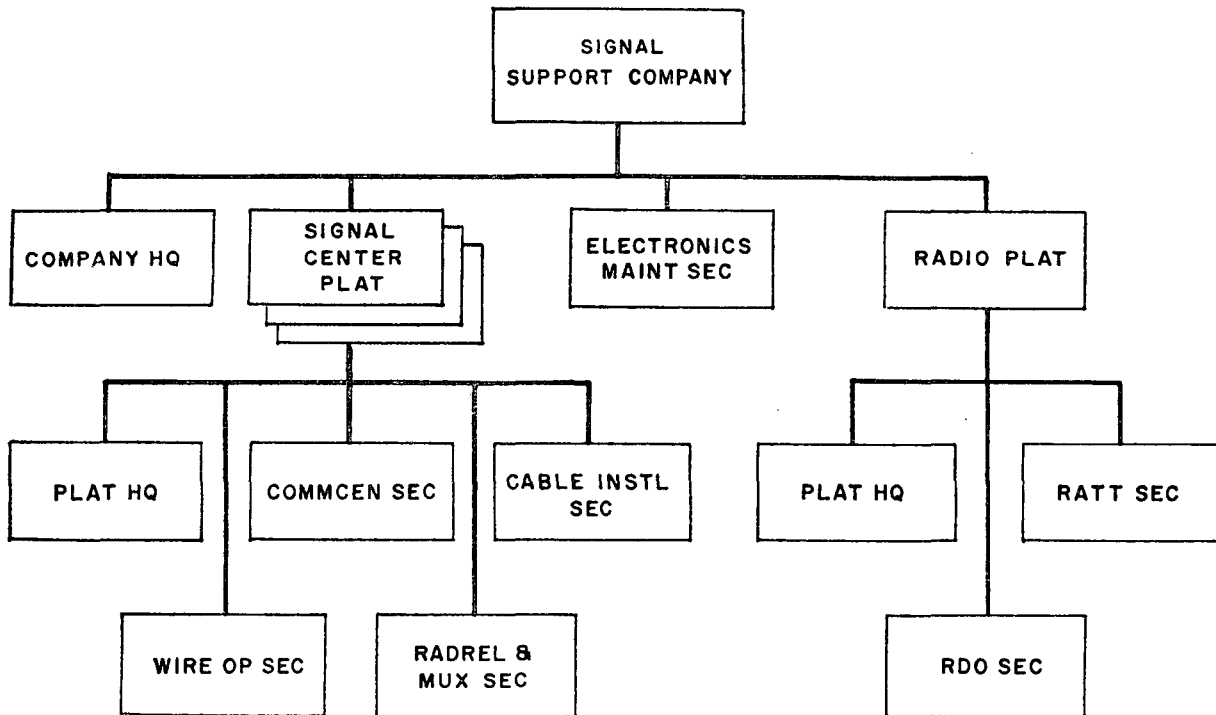 SIGNAL
SUPPORT COMPANY
COMPANY HQ
SIGNAL
CENTER
PLAT
ELECTRONICS
MAINT SEC
RADIO PLAT
PLAT HQ
COMMCEN SEC
CABLE INSTL
SEC
PLAT HQ
RATT SEC
WIRE OP SEC
RADREL &
MUX SEC
RDO SEC